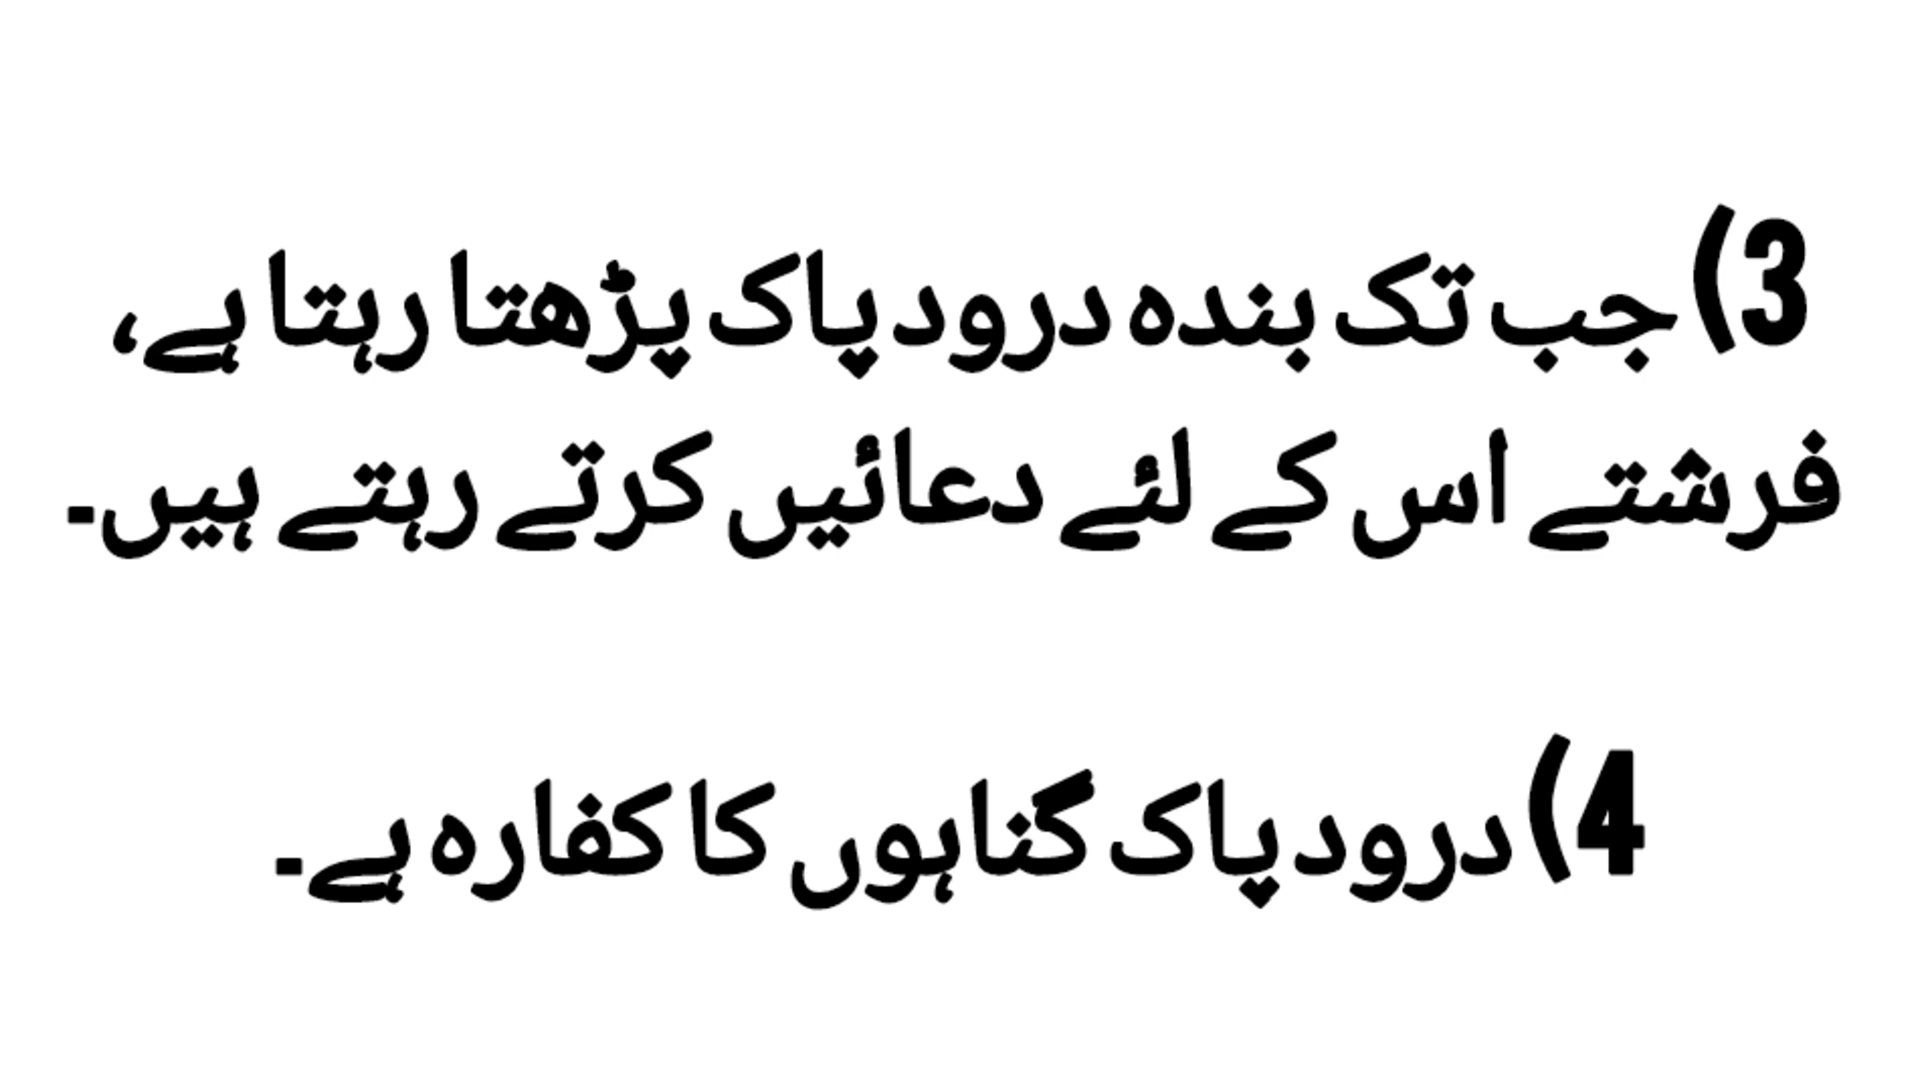 3) جب تک بندہ درود پاک پڑھتا رہتا ہے،
فرشتے اس کے لئے دعائیں کرتے رہتے ہیں۔
4) درود پاک گناہوں کا کفارہ ہے۔